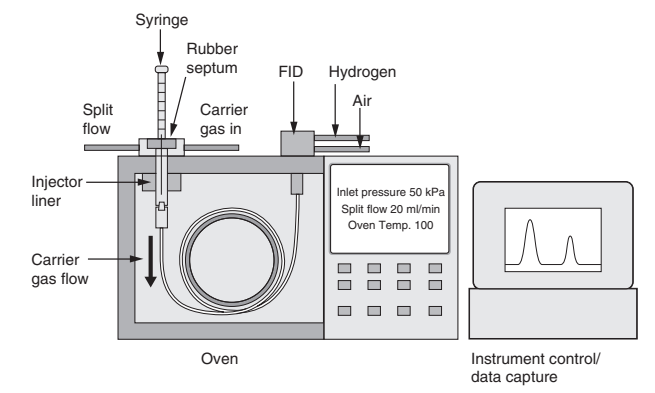 Syringe
Rubber
septum
FID
Hydrogen
Air
Split
flow
Carrier
gas in
Injector
liner
Inlet pressure 50 kPa
Split flow 20 ml/min
Oven Temp. 100
Carrier
gas flow
Oven
Instrument control/
data capture